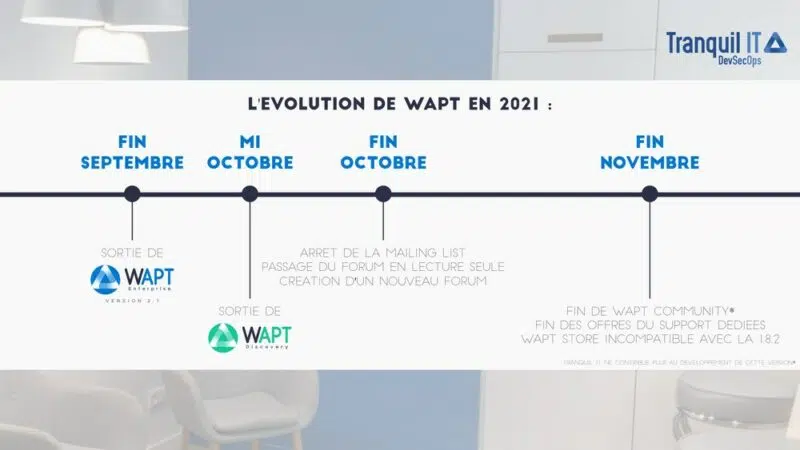 Tranquil IT
DevSecOps
L'EVOLUTION DE WAPT EN 2021 :
FIN
SEPTEMBRE
MI
OCTOBRE
FIN
OCTOBRE
FIN
NOVEMBRE
SORTIE DE
WAPT
Enterprise
VERSION 2.1
SORTIE DE
WAPT
Discovery
ARRET DE LA MAILING LIST
PASSAGE DU FORUM EN LECTURE SEULE
CREATION D'UN NOUVEAU FORUM
FIN DE WAPT COMMUNITY*
FIN DES OFFRES DU SUPPORT DEDIEES
WAPT STORE INCOMPATIBLE AVEC LA 1.8.2
TRANQUIL IT NE CONTRIBUE PLUS AU DEVELOPPEMENT DE CETTE VERSION*